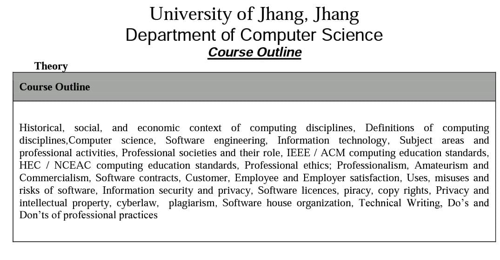 University of Jhang, Jhang
Department of Computer Science
Course Outline
Theory
Course Outline
Historical, social, and economic context of computing disciplines, Definitions of computing
disciplines,Computer science, Software engineering, Information technology, Subject areas and
professional activities, Professional societies and their role, IEEE / ACM computing education standards,
HEC / NCEAC computing education standards, Professional ethics; Professionalism, Amateurism and
Commercialism, Software contracts, Customer, Employee and Employer satisfaction, Uses, misuses and
risks of software, Information security and privacy, Software licences, piracy, copy rights, Privacy and
intellectual property, cyberlaw, plagiarism, Software house organization, Technical Writing, Do’s and
Don’ts of professional practices